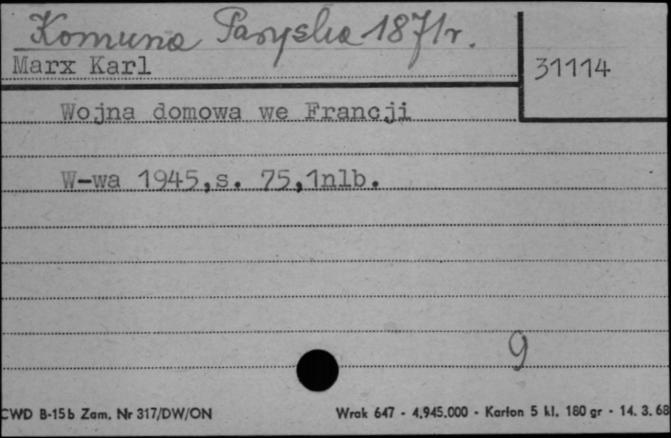 Komuna Paryska 1871r.
Marx Karl
31114
Wojna domowa we Francji
W-wa 1945,s. 75,1nlb.
9
CWD B-15b Zam. Nr 317/DW/ON Wrak 647 - 4.945.000 - Karton 5 kl. 180 gr - 14. 3. 68